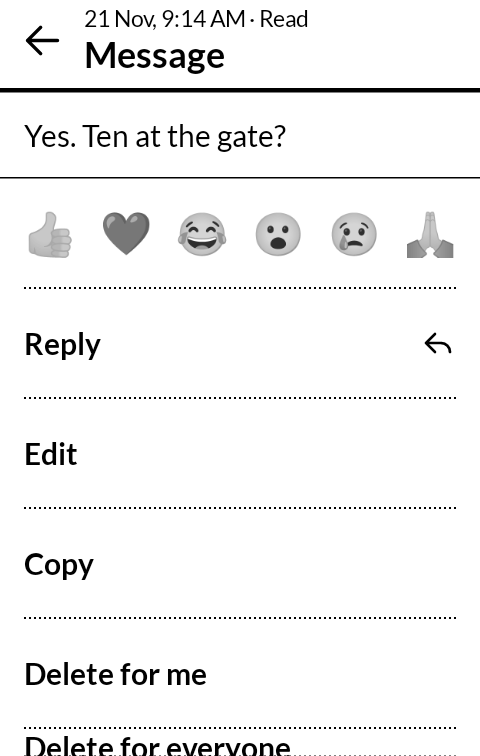 21 Nov, 9:14 AM · Read
Message
Yes. Ten at the gate?
Reply
Edit
Copy
Delete for me
Delete for everyone